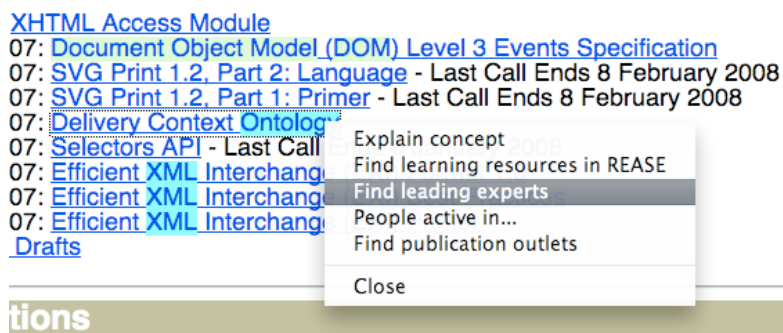 XHTML Access Module
07: Document Object Model (DOM) Level 3 Events Specification
07: SVG Print 1.2, Part 2: Language - Last Call Ends 8 February 2008
07: SVG Print 1.2, Part 1: Primer - Last Call Ends 8 February 2008
07: Delivery Context Ontology
07: Selectors API - Last Call
07: Efficient XML Interchange
07: Efficient XML Interchange
07: Efficient XML Interchange
Drafts
Explain concept
Find learning resources in REASE
Find leading experts
People active in...
Find publication outlets
Close
tions